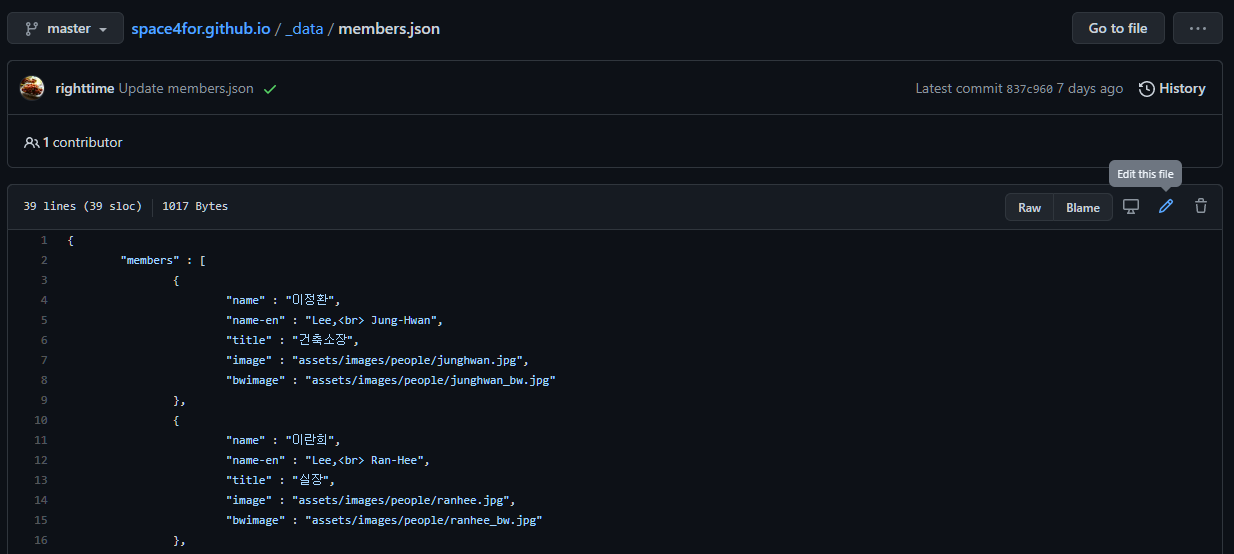 master space4for.github.io / _data / members.json Go to file ...
righttime Update members.json Latest commit 837c960 7 days ago History
1 contributor
Edit this file
39 lines (39 sloc) 1017 Bytes Raw Blame
1 {
2 "members" : [
3 {
4 "name" : "이정환",
5 "name-en" : "Lee,<br> Jung-Hwan",
6 "title" : "건축소장",
7 "image" : "assets/images/people/junghwan.jpg",
8 "bwimage" : "assets/images/people/junghwan_bw.jpg"
9 },
10 {
11 "name" : "이란희",
12 "name-en" : "Lee,<br> Ran-Hee",
13 "title" : "실장",
14 "image" : "assets/images/people/ranhee.jpg",
15 "bwimage" : "assets/images/people/ranhee_bw.jpg"
16 },